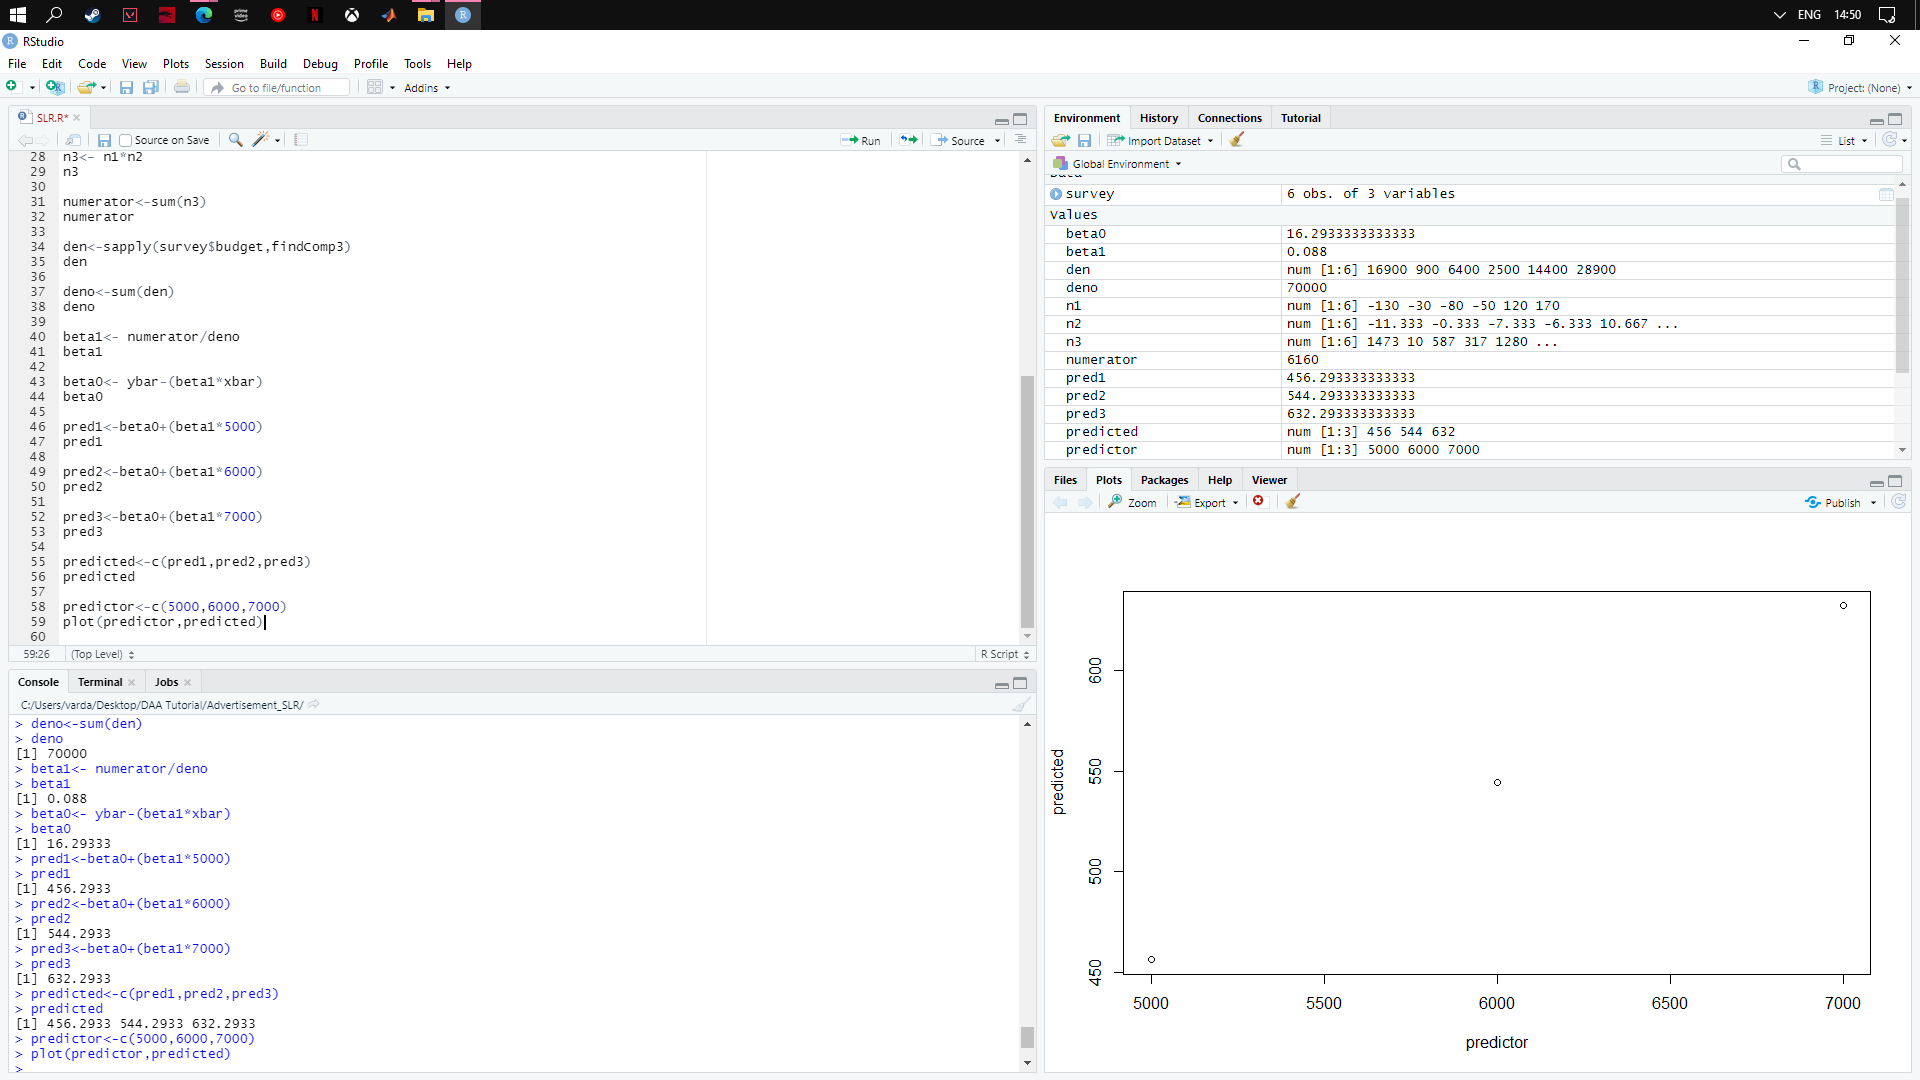 ENG 14:50
RStudio
File Edit Code View Plots Session Build Debug Profile Tools Help
Go to file/function Addins Project: (None)
SLR.R*
Source on Save Run Source
28 n3<- n1*n2
29 n3
30
31 numerator<-sum(n3)
32 numerator
33
34 den<-sapply(survey$budget,findComp3)
35 den
36
37 deno<-sum(den)
38 deno
39
40 beta1<- numerator/deno
41 beta1
42
43 beta0<- ybar-(beta1*xbar)
44 beta0
45
46 pred1<-beta0+(beta1*5000)
47 pred1
48
49 pred2<-beta0+(beta1*6000)
50 pred2
51
52 pred3<-beta0+(beta1*7000)
53 pred3
54
55 predicted<-c(pred1,pred2,pred3)
56 predicted
57
58 predictor<-c(5000,6000,7000)
59 plot(predictor,predicted)
60
59:26 (Top Level) R Script
Console Terminal Jobs
C:/Users/varda/Desktop/DAA Tutorial/Advertisement_SLR/
> deno<-sum(den)
> deno
[1] 70000
> beta1<- numerator/deno
> beta1
[1] 0.088
> beta0<- ybar-(beta1*xbar)
> beta0
[1] 16.29333
> pred1<-beta0+(beta1*5000)
> pred1
[1] 456.2933
> pred2<-beta0+(beta1*6000)
> pred2
[1] 544.2933
> pred3<-beta0+(beta1*7000)
> pred3
[1] 632.2933
> predicted<-c(pred1,pred2,pred3)
> predicted
[1] 456.2933 544.2933 632.2933
> predictor<-c(5000,6000,7000)
> plot(predictor,predicted)
>
Environment History Connections Tutorial
Import Dataset List
Global Environment
Data
survey 6 obs. of 3 variables
Values
beta0 16.2933333333333
beta1 0.088
den num [1:6] 16900 900 6400 2500 14400 28900
deno 70000
n1 num [1:6] -130 -30 -80 -50 120 170
n2 num [1:6] -11.333 -0.333 -7.333 -6.333 10.667 ...
n3 num [1:6] 1473 10 587 317 1280 ...
numerator 6160
pred1 456.293333333333
pred2 544.293333333333
pred3 632.293333333333
predicted num [1:3] 456 544 632
predictor num [1:3] 5000 6000 7000
Files Plots Packages Help Viewer
Zoom Export Publish
predicted
600
550
500
450
5000 5500 6000 6500 7000
predictor